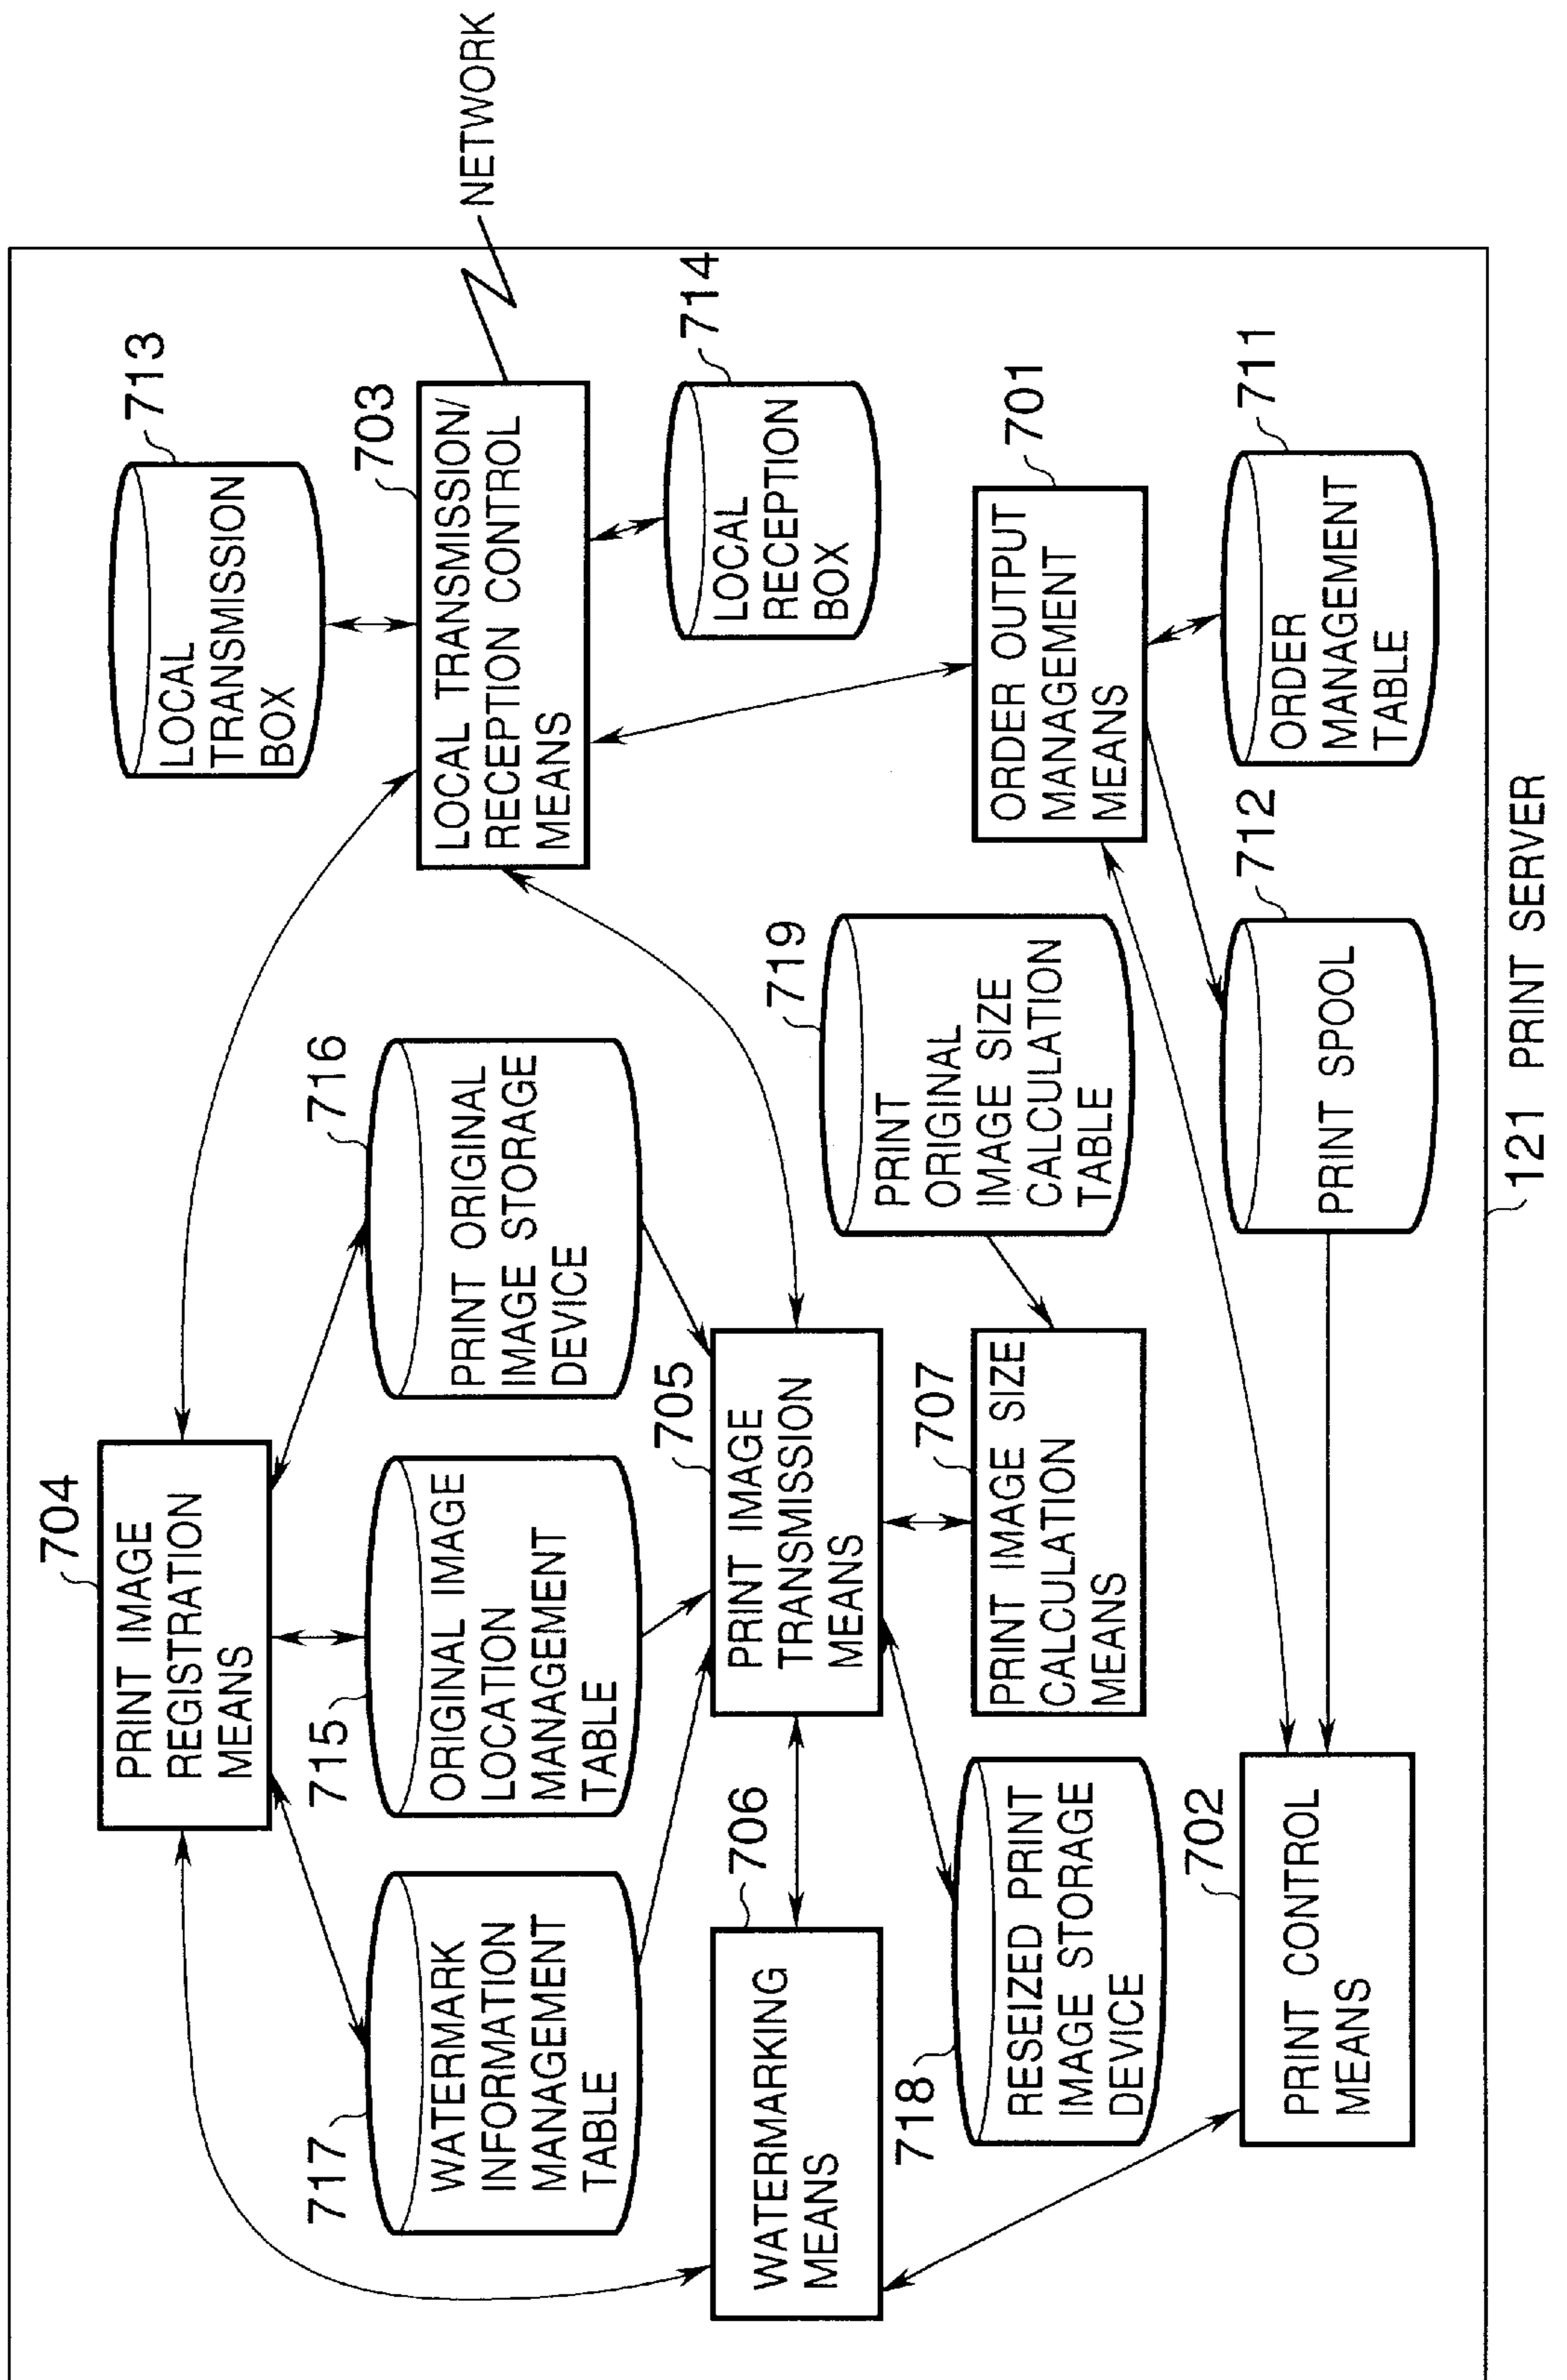 704
PRINT IMAGE
REGISTRATION
MEANS
713
LOCAL
TRANSMISSION
BOX
717
WATERMARK
INFORMATION
MANAGEMENT
TABLE
715
ORIGINAL IMAGE
LOCATION
MANAGEMENT
TABLE
716
PRINT ORIGINAL
IMAGE STORAGE
DEVICE
703
LOCAL TRANSMISSION/
RECEPTION CONTROL
MEANS
NETWORK
706
WATERMARKING
MEANS
705
PRINT IMAGE
TRANSMISSION
MEANS
714
LOCAL
RECEPTION
BOX
718
RESEIZED PRINT
IMAGE STORAGE
DEVICE
707
PRINT IMAGE SIZE
CALCULATION
MEANS
719
PRINT
ORIGINAL
IMAGE SIZE
CALCULATION
TABLE
701
ORDER OUTPUT
MANAGEMENT
MEANS
702
PRINT CONTROL
MEANS
712
PRINT SPOOL
711
ORDER
MANAGEMENT
TABLE
121 PRINT SERVER